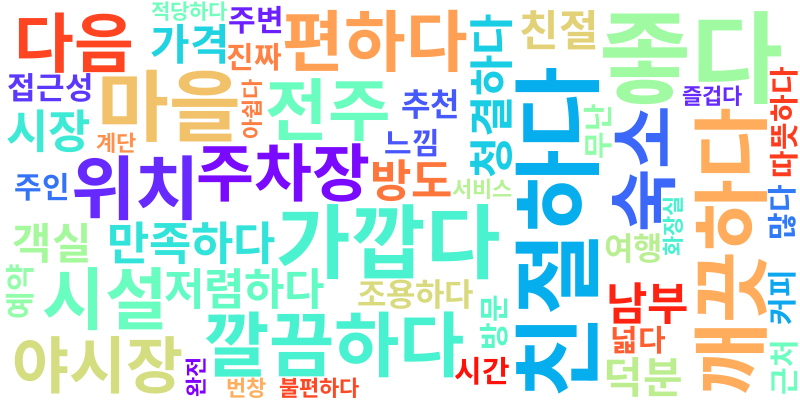 적당하다
주변
다음
가격
진짜
편하다
친절
좋다
접근성
마을
아쉽다
전주
추천
청결하다
즐겁다
시장
계단
느낌
무난
따뜻하다
주인
위치
주차장
방도
서비스
친절하다
숙소
깨끗하다
많다
화장실
객실
만족하다
가깝다
여행
예약
시설
저렴하다
조용하다
방문
남부
커피
넓다
야시장
깔끔하다
완전
번창
불편하다
시간
덕분
근처